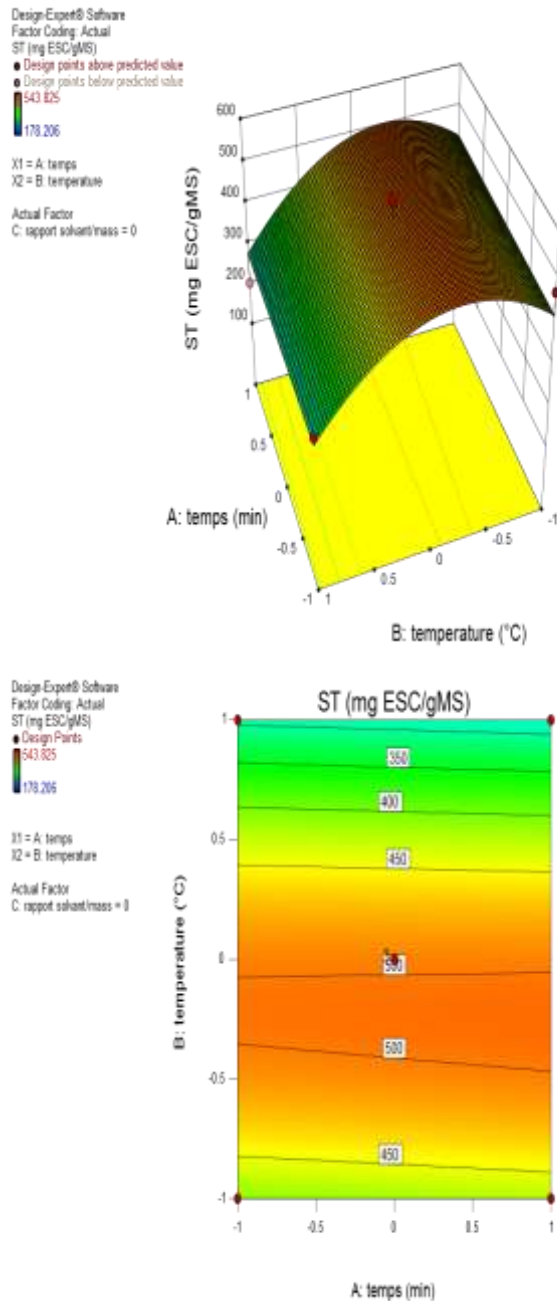 Design-Expert® Software
Factor Coding: Actual
ST (mg ESC/gMS)
Design points above predicted value
Design points below predicted value
543.825
178.206
X1 = A: temps
X2 = B: temperature
Actual Factor
C: rapport solvant/mass = 0
600
500
400
300
200
100
ST (mg ESC/gMS)
1
0.5
0
-0.5
-1
A: temps (min)
1
0.5
0
-0.5
-1
B: temperature (°C)
Design-Expert® Software
Factor Coding: Actual
ST (mg ESC/gMS)
Design Points
543.825
178.206
X1 = A: temps
X2 = B: temperature
Actual Factor
C: rapport solvant/mass = 0
ST (mg ESC/gMS)
1
0.5
0
-0.5
-1
B: temperature (°C)
350
400
450
500
500
450
-1
-0.5
0
0.5
1
A: temps (min)